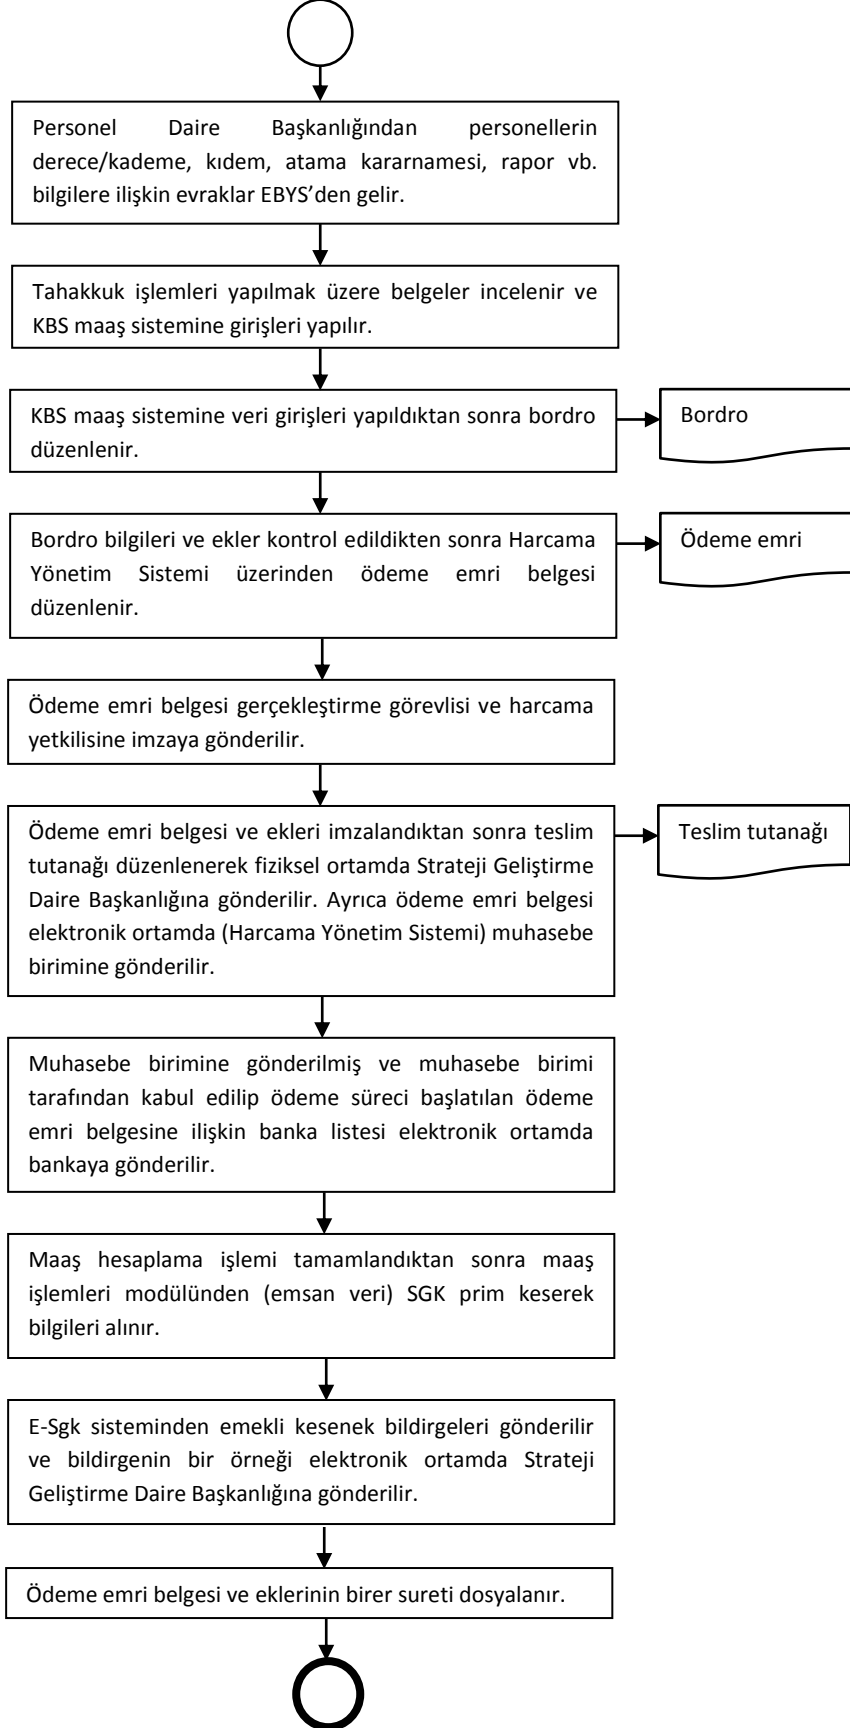 Personel Daire Başkanlığından personellerin
derece/kademe, kıdem, atama kararnamesi, rapor vb.
bilgilere ilişkin evraklar EBYS’den gelir.
Tahakkuk işlemleri yapılmak üzere belgeler incelenir ve
KBS maaş sistemine girişleri yapılır.
KBS maaş sistemine veri girişleri yapıldıktan sonra bordro
düzenlenir.
Bordro
Bordro bilgileri ve ekler kontrol edildikten sonra Harcama
Yönetim Sistemi üzerinden ödeme emri belgesi
düzenlenir.
Ödeme emri
Ödeme emri belgesi gerçekleştirme görevlisi ve harcama
yetkilisine imzaya gönderilir.
Ödeme emri belgesi ve ekleri imzalandıktan sonra teslim
tutanağı düzenlenerek fiziksel ortamda Strateji Geliştirme
Daire Başkanlığına gönderilir. Ayrıca ödeme emri belgesi
elektronik ortamda (Harcama Yönetim Sistemi) muhasebe
birimine gönderilir.
Teslim tutanağı
Muhasebe birimine gönderilmiş ve muhasebe birimi
tarafından kabul edilip ödeme süreci başlatılan ödeme
emri belgesine ilişkin banka listesi elektronik ortamda
bankaya gönderilir.
Maaş hesaplama işlemi tamamlandıktan sonra maaş
işlemleri modülünden (emsan veri) SGK prim keserek
bilgileri alınır.
E-Sgk sisteminden emekli kesenek bildirgeleri gönderilir
ve bildirgenin bir örneği elektronik ortamda Strateji
Geliştirme Daire Başkanlığına gönderilir.
Ödeme emri belgesi ve eklerinin birer sureti dosyalanır.